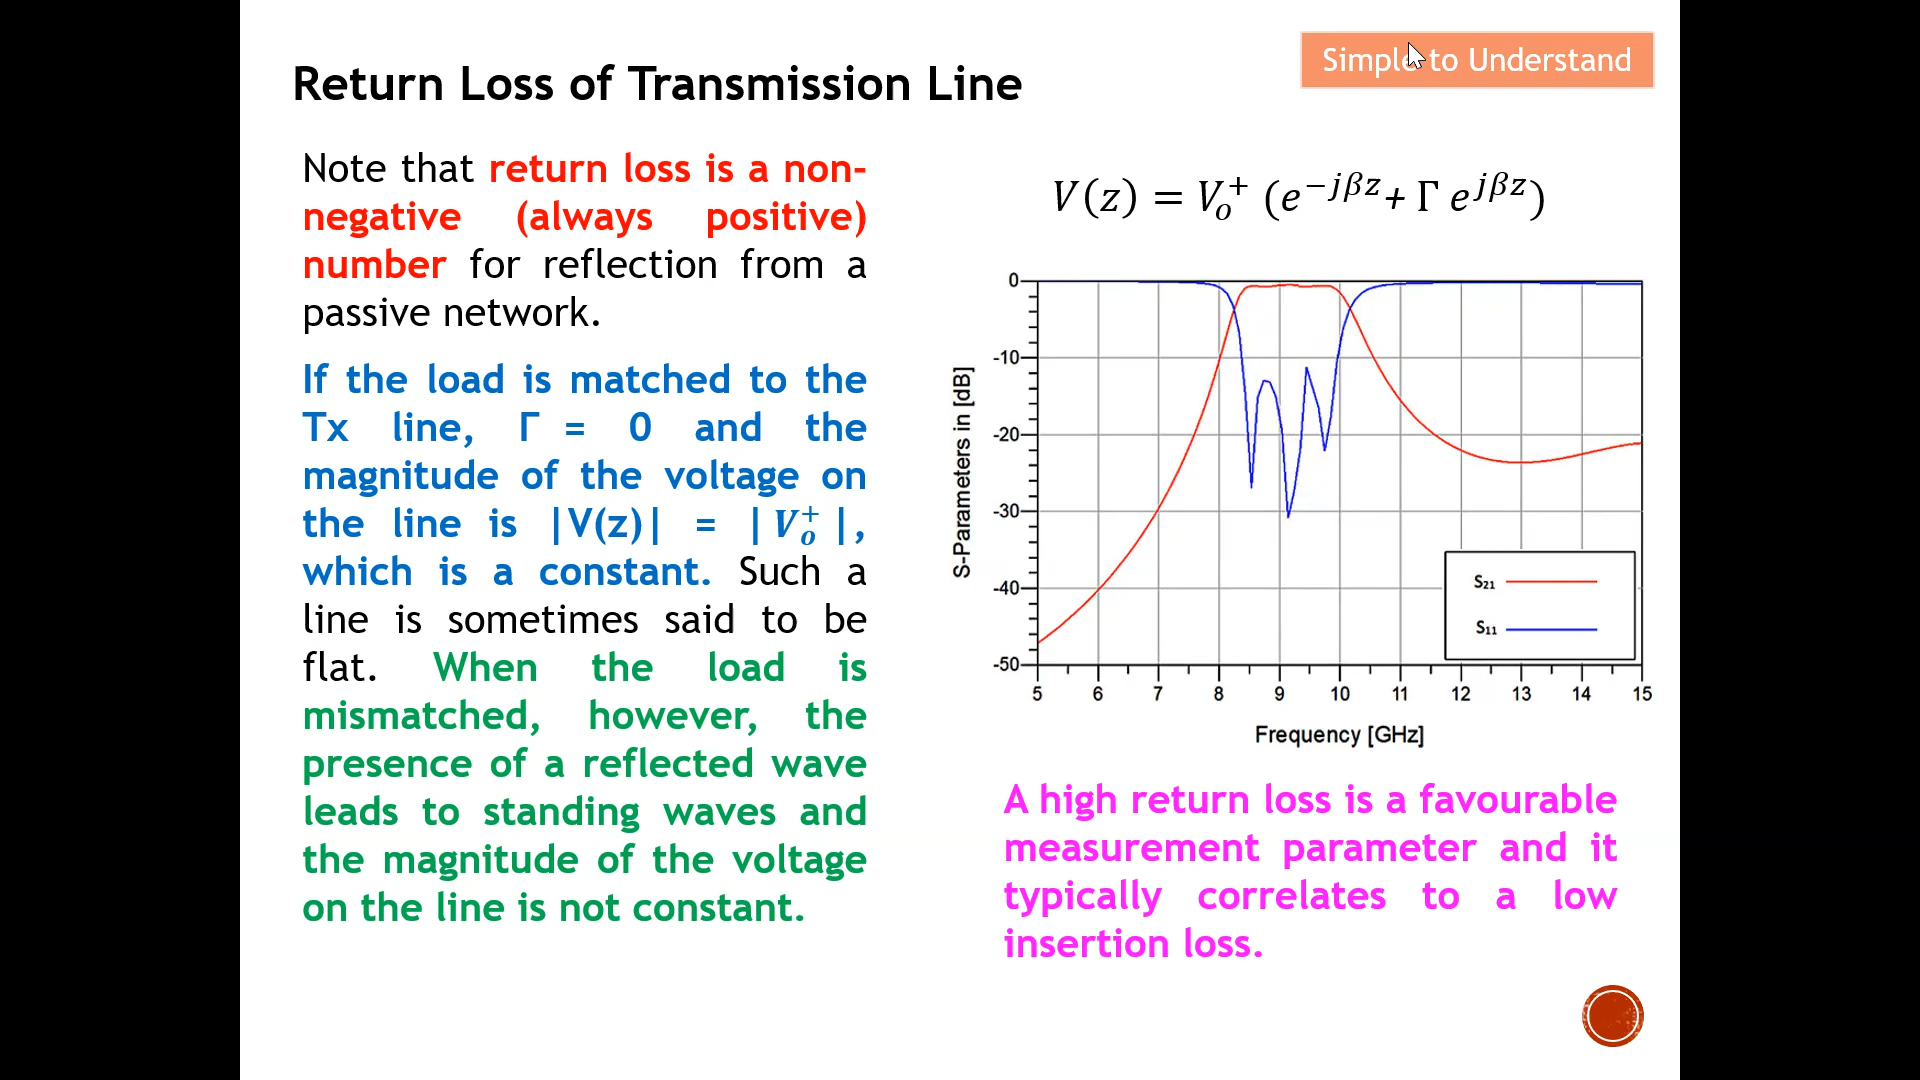 Simple to Understand
Return Loss of Transmission Line
Note that return loss is a non-
negative (always positive)
number for reflection from a
passive network.
If the load is matched to the
Tx line, Γ = 0 and the
magnitude of the voltage on
the line is |V(z)| = | V₀⁺ |,
which is a constant. Such a
line is sometimes said to be
flat. When the load is
mismatched, however, the
presence of a reflected wave
leads to standing waves and
the magnitude of the voltage
on the line is not constant.
V(z) = Vₒ⁺ (e^{−jβz}+ Γ e^{jβz})
0
-10
-20
-30
-40
-50
S-Parameters in [dB]
S₂₁
S₁₁
5 6 7 8 9 10 11 12 13 14 15
Frequency [GHz]
A high return loss is a favourable
measurement parameter and it
typically correlates to a low
insertion loss.